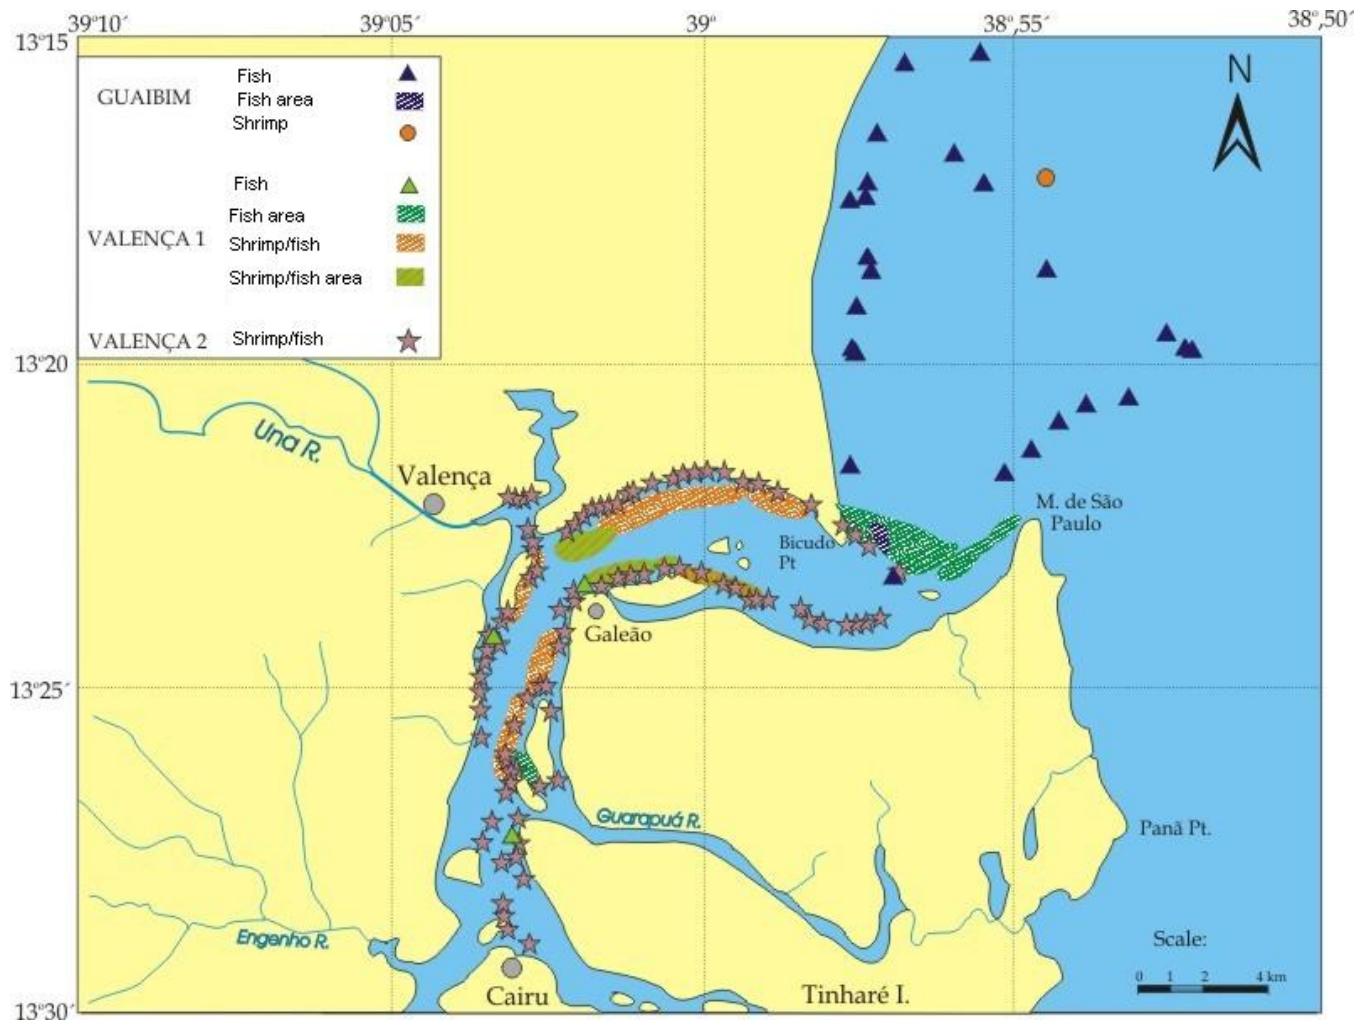 39°10´ 39°05´ 39° 38°,55´ 38°,50´
13°15
N
GUAIBIM
Fish
Fish area
Shrimp
VALENÇA 1
Fish
Fish area
Shrimp/fish
Shrimp/fish area
VALENÇA 2
Shrimp/fish
13°20
Una R.
Valença
M. de São
Paulo
Bicudo
Pt
Galeão
13°25´
Guarapuá R.
Panã Pt.
Engenho R.
Scale:
0 1 2 4 km
Cairu
Tinharé I.
13°30´